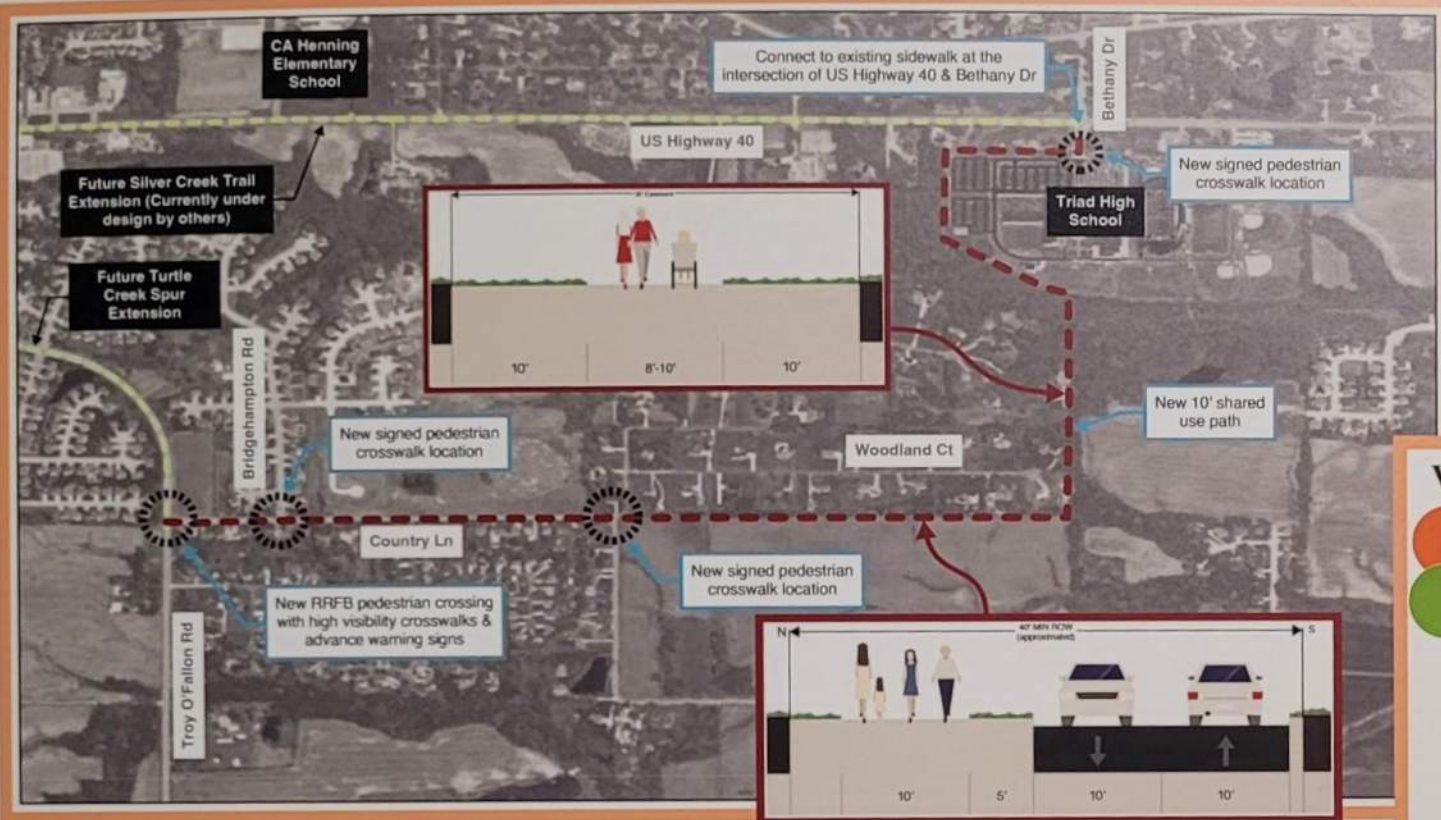 CA Henning
Elementary
School
Connect to existing sidewalk at the
intersection of US Highway 40 & Bethany Dr
Bethany Dr
US Highway 40
New signed pedestrian
crosswalk location
Future Silver Creek Trail
Extension (Currently under
design by others)
Triad High
School
Future Turtle
Creek Spur
Extension
10'
8'-10'
10'
Bridgehampton Rd
New signed pedestrian
crosswalk location
New 10' shared
use path
Woodland Ct
Country Ln
New signed pedestrian
crosswalk location
New RRFB pedestrian crossing
with high visibility crosswalks &
advance warning signs
Troy O'Fallon Rd
N
40' MIN ROW
(approximated)
S
10'
5'
10'
10'